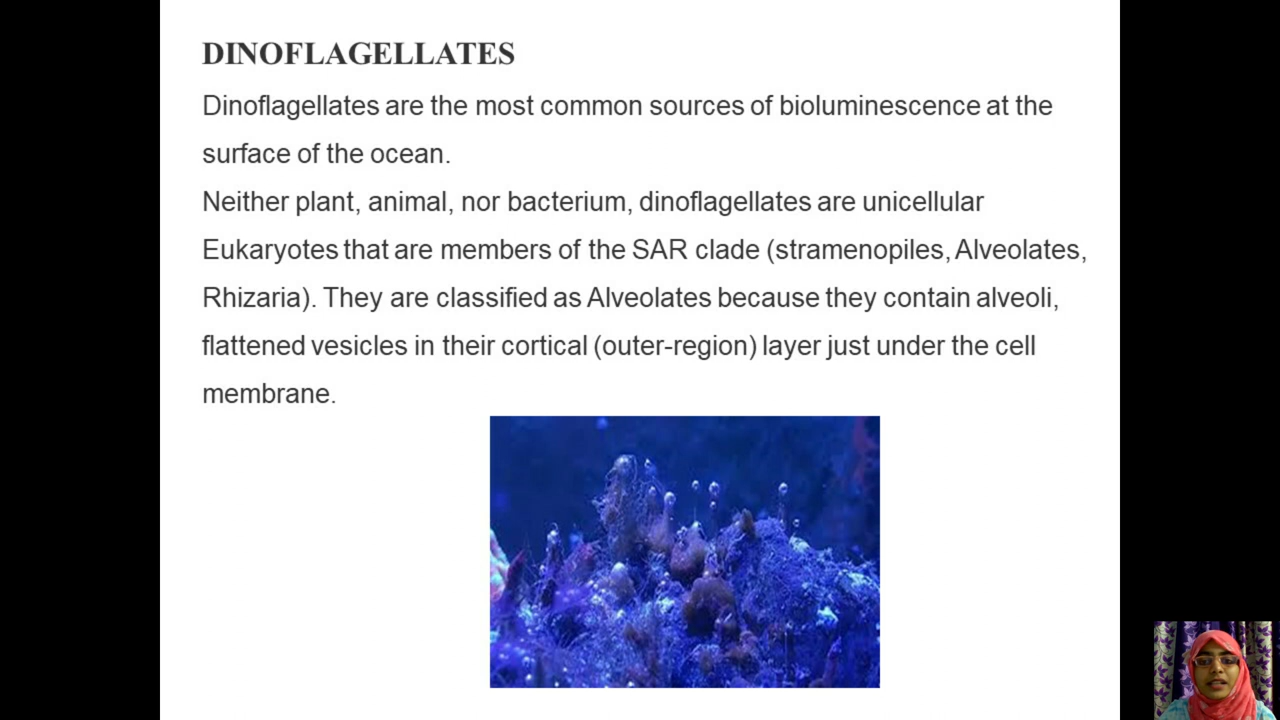 DINOFLAGELLATES
Dinoflagellates are the most common sources of bioluminescence at the
surface of the ocean.
Neither plant, animal, nor bacterium, dinoflagellates are unicellular
Eukaryotes that are members of the SAR clade (stramenopiles, Alveolates,
Rhizaria). They are classified as Alveolates because they contain alveoli,
flattened vesicles in their cortical (outer-region) layer just under the cell
membrane.